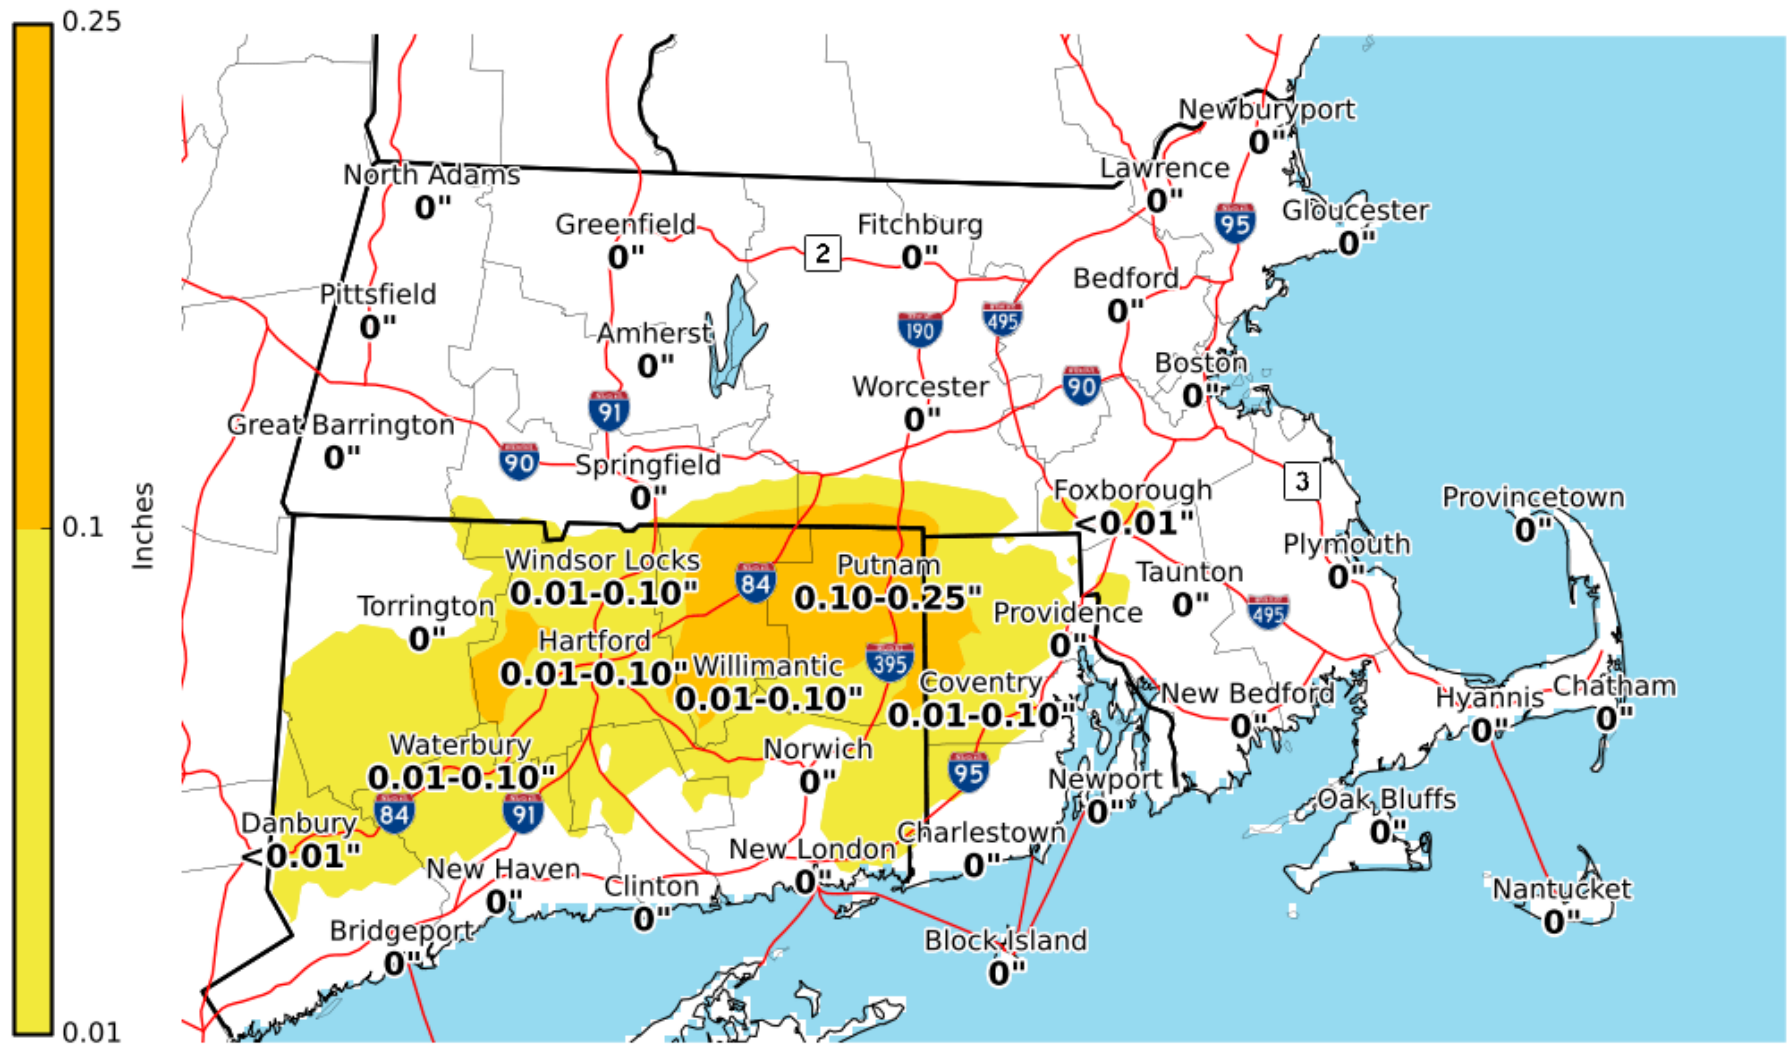 0.25
Newburyport
0"
Lawrence
0"
North Adams
0"
95
Gloucester
0"
Greenfield
0"
Fitchburg
0"
2
Bedford
0"
Pittsfield
0"
190
495
Amherst
0"
Boston
0"
Worcester
0"
90
91
Great Barrington
0"
90
Springfield
0"
3
Foxborough
<0.01"
Provincetown
0"
Inches
0.1
Plymouth
0"
Windsor Locks
0.01-0.10"
84
Putnam
0.10-0.25"
Taunton
0"
495
Torrington
0"
Providence
0"
Hartford
0.01-0.10"
Willimantic
0.01-0.10"
395
Coventry
0.01-0.10"
New Bedford
0"
Hyannis
0"
Chatham
0"
Waterbury
0.01-0.10"
Norwich
0"
95
Newport
0"
84
91
Oak Bluffs
0"
Danbury
<0.01"
Charlestown
0"
New London
0"
New Haven
0"
Clinton
0"
Nantucket
0"
Bridgeport
0"
Block Island
0"
0.01